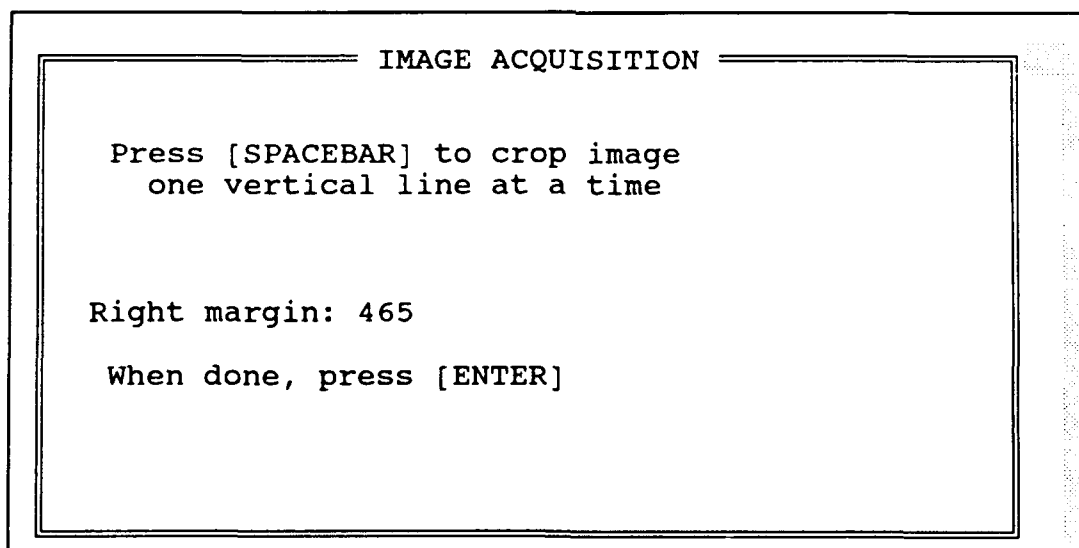 IMAGE ACQUISITION
Press [SPACEBAR] to crop image
one vertical line at a time
Right margin: 465
When done, press [ENTER]